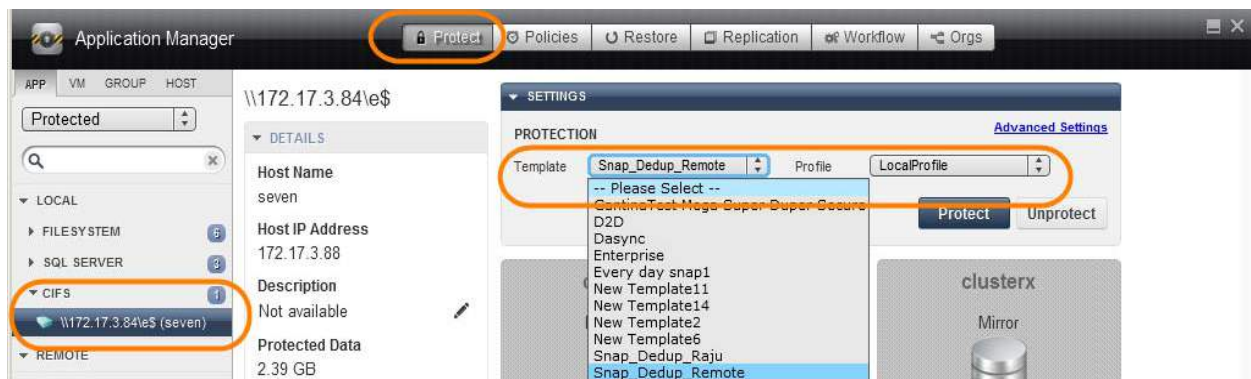 Application Manager
Protect
Policies
Restore
Replication
Workflow
Orgs
APP VM GROUP HOST
Protected
LOCAL
FILESYSTEM 6
SQL SERVER 3
CIFS 1
\\172.17.3.84\e$ (seven)
REMOTE
\\172.17.3.84\e$
DETAILS
Host Name
seven
Host IP Address
172.17.3.88
Description
Not available
Protected Data
2.39 GB
SETTINGS
PROTECTION
Advanced Settings
Template Snap_Dedup_Remote Profile LocalProfile
-- Please Select --
Mega Super Duper Secure
D2D
Dasync
Enterprise
Every day snap1
New Template11
New Template14
New Template2
New Template6
Snap_Dedup_Raju
Snap_Dedup_Remote
Protect Unprotect
clusterx
Mirror